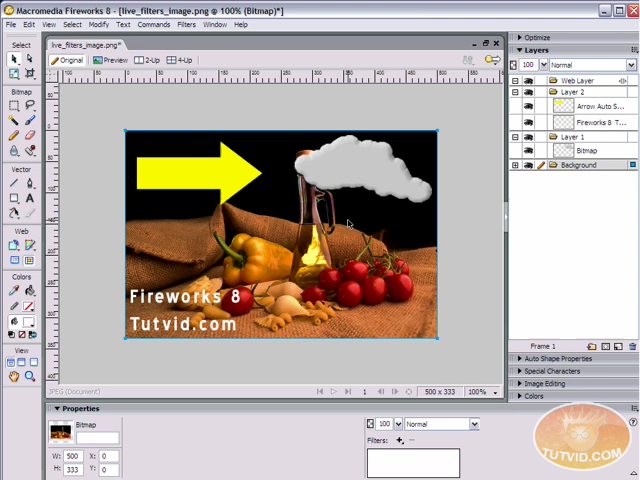 Macromedia Fireworks 8 - [live_filters_image.png @ 100% (Bitmap)*]
File Edit View Select Modify Text Commands Filters Window Help
Select
Bitmap
Vector
Web
Colors
View
live_filters_image.png*
Original Preview 2-Up 4-Up
Fireworks 8
Tutvid.com
JPEG (Document)
1
500 x 333
100%
Optimize
Layers
100 Normal
Web Layer
Layer 2
Arrow Auto S...
Fireworks 8 T...
Layer 1
Bitmap
Background
Frame 1
Auto Shape Properties
Special Characters
Image Editing
Colors
Properties
Bitmap
W: 500 X: 0
H: 333 Y: 0
100 Normal
Filters:
TUTVID.COM